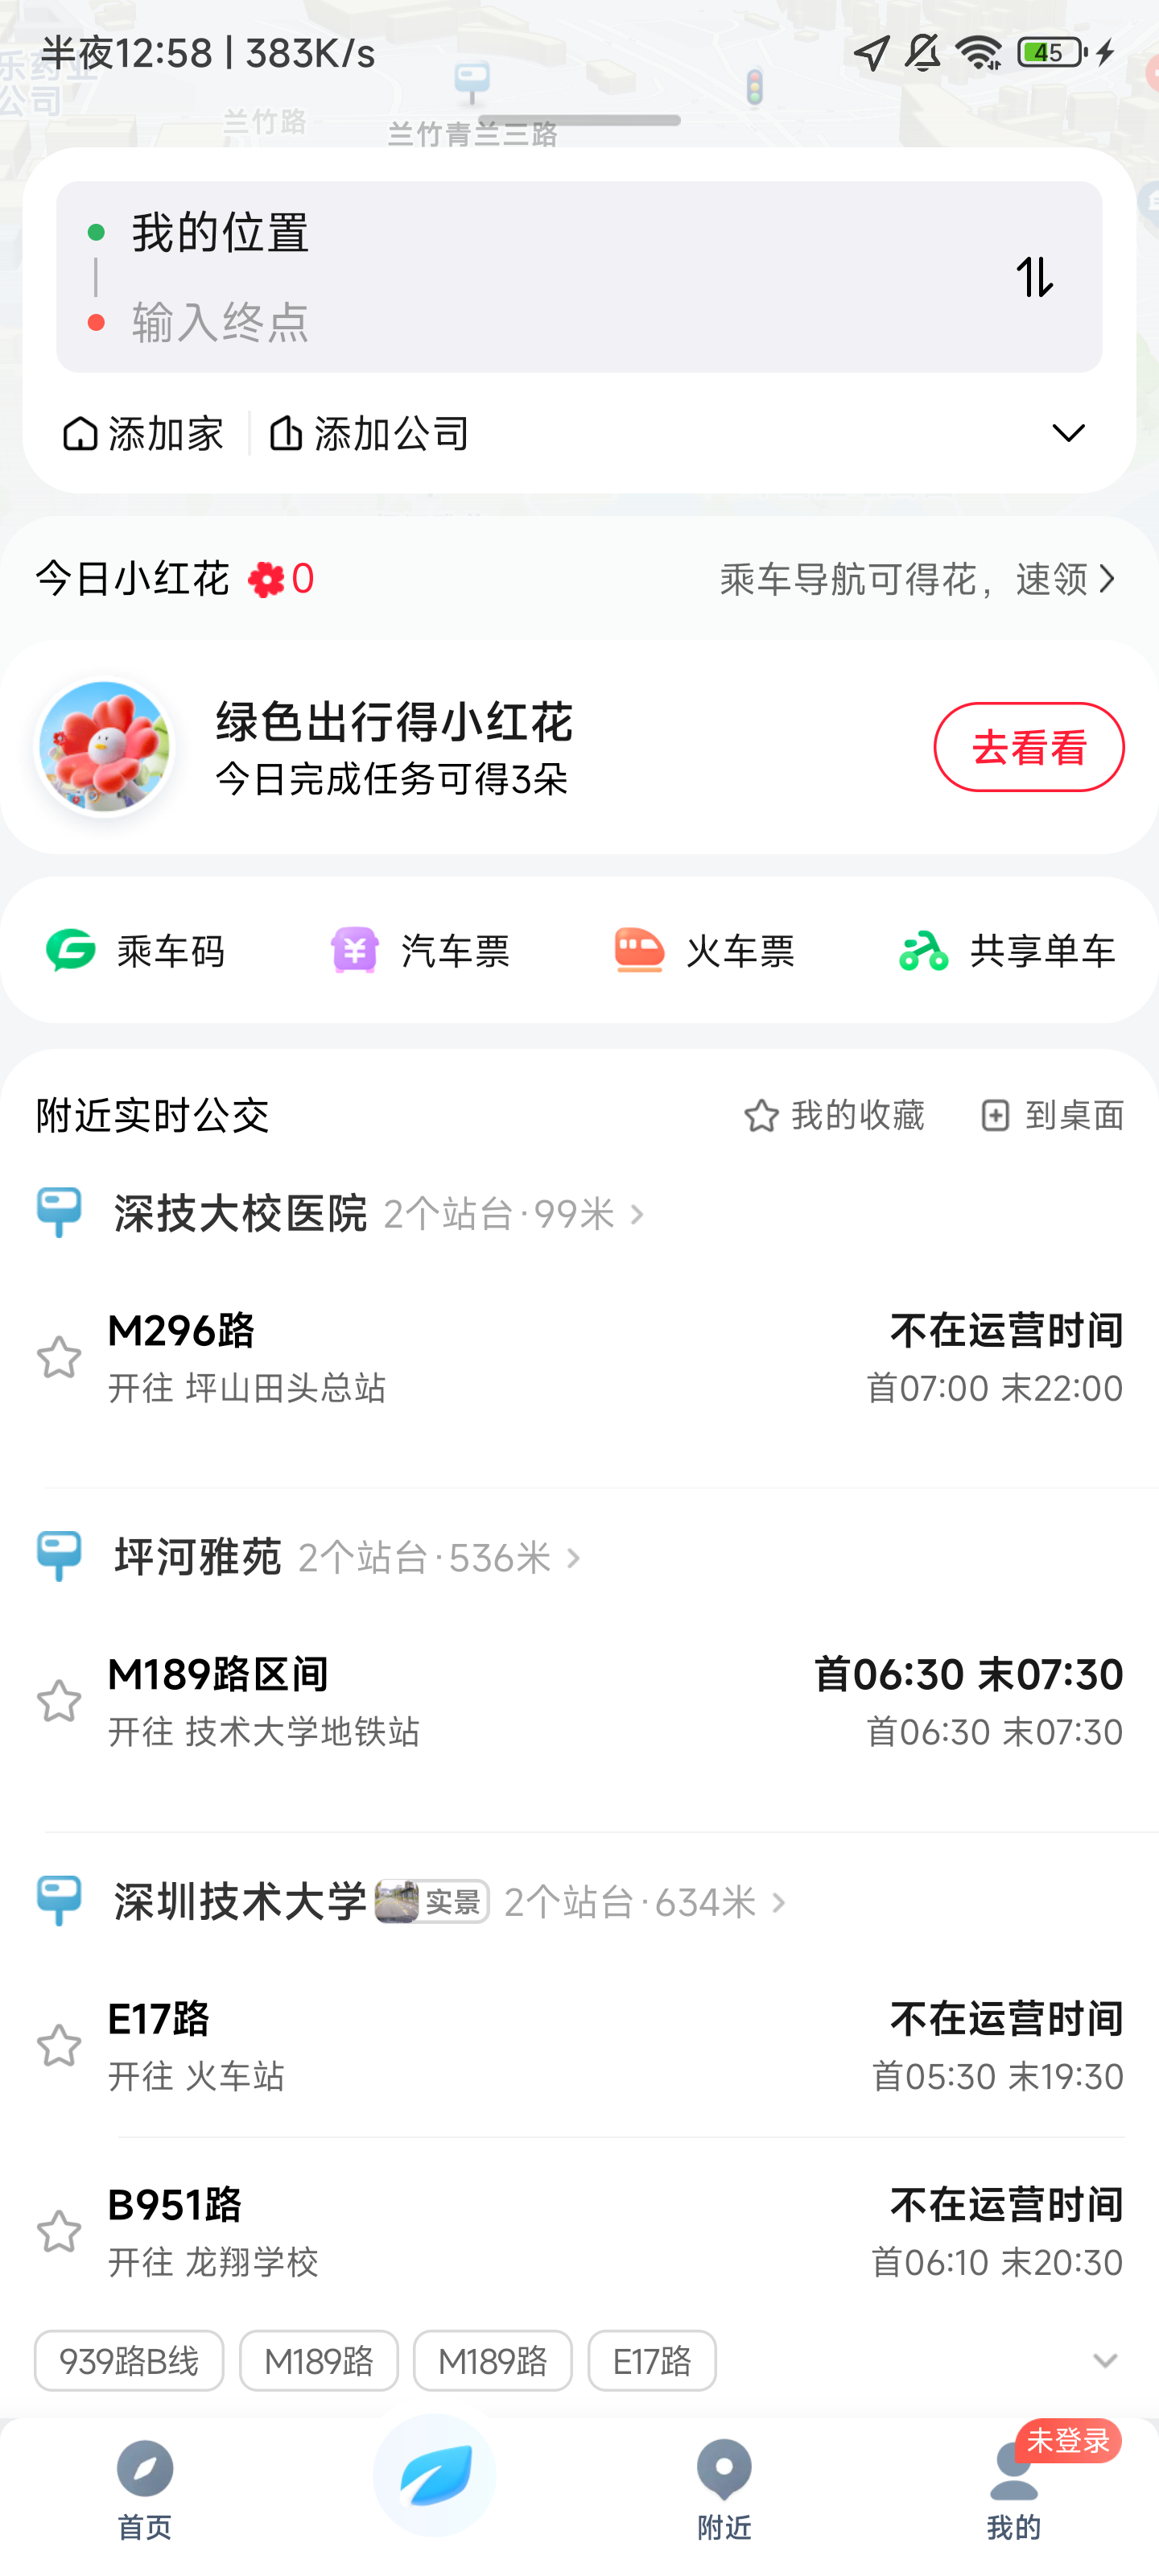 半夜12:58 | 383K/s
45
乐药业
公司
兰竹路
兰竹青兰三路
我的位置
输入终点
添加家
添加公司
今日小红花 0
乘车导航可得花，速领
绿色出行得小红花
今日完成任务可得3朵
去看看
乘车码
汽车票
火车票
共享单车
附近实时公交
我的收藏
到桌面
深技大校医院 2个站台·99米
M296路
不在运营时间
开往 坪山田头总站
首07:00 末22:00
坪河雅苑 2个站台·536米
M189路区间
首06:30 末07:30
开往 技术大学地铁站
首06:30 末07:30
深圳技术大学 实景 2个站台·634米
E17路
不在运营时间
开往 火车站
首05:30 末19:30
B951路
不在运营时间
开往 龙翔学校
首06:10 末20:30
939路B线
M189路
M189路
E17路
未登录
首页
附近
我的